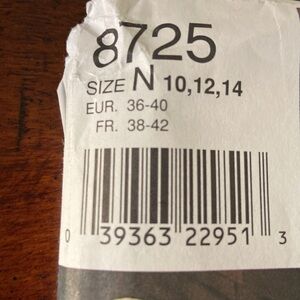 8725
SIZE N 10,12,14
EUR. 36-40
FR. 38-42
0 39363 22951 3